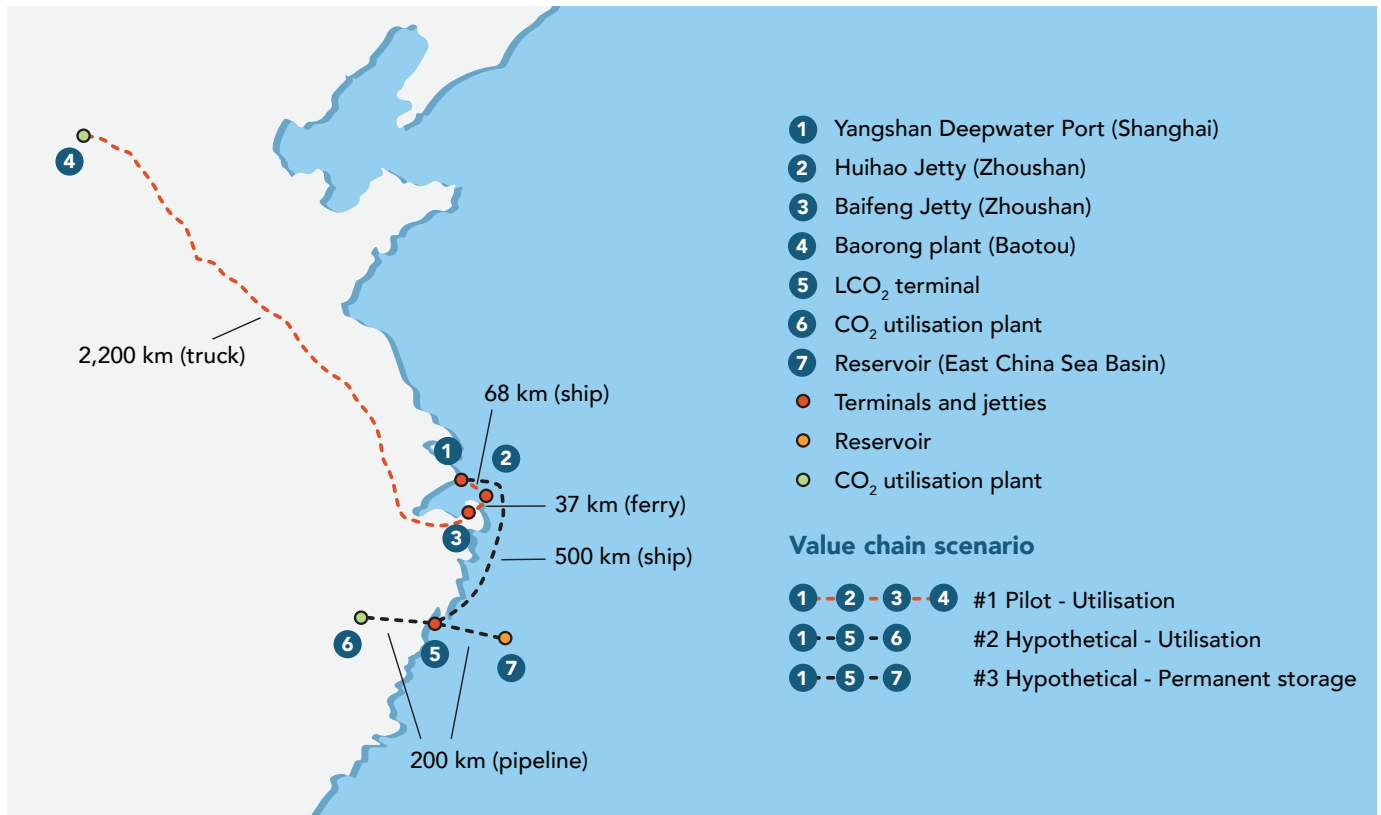 4
2,200 km (truck)
68 km (ship)
1
2
37 km (ferry)
3
500 km (ship)
6
5
7
200 km (pipeline)
1 Yangshan Deepwater Port (Shanghai)
2 Huihao Jetty (Zhoushan)
3 Baifeng Jetty (Zhoushan)
4 Baorong plant (Baotou)
5 LCO₂ terminal
6 CO₂ utilisation plant
7 Reservoir (East China Sea Basin)
Terminals and jetties
Reservoir
CO₂ utilisation plant
Value chain scenario
1 2 3 4 #1 Pilot - Utilisation
1 5 6 #2 Hypothetical - Utilisation
1 5 7 #3 Hypothetical - Permanent storage